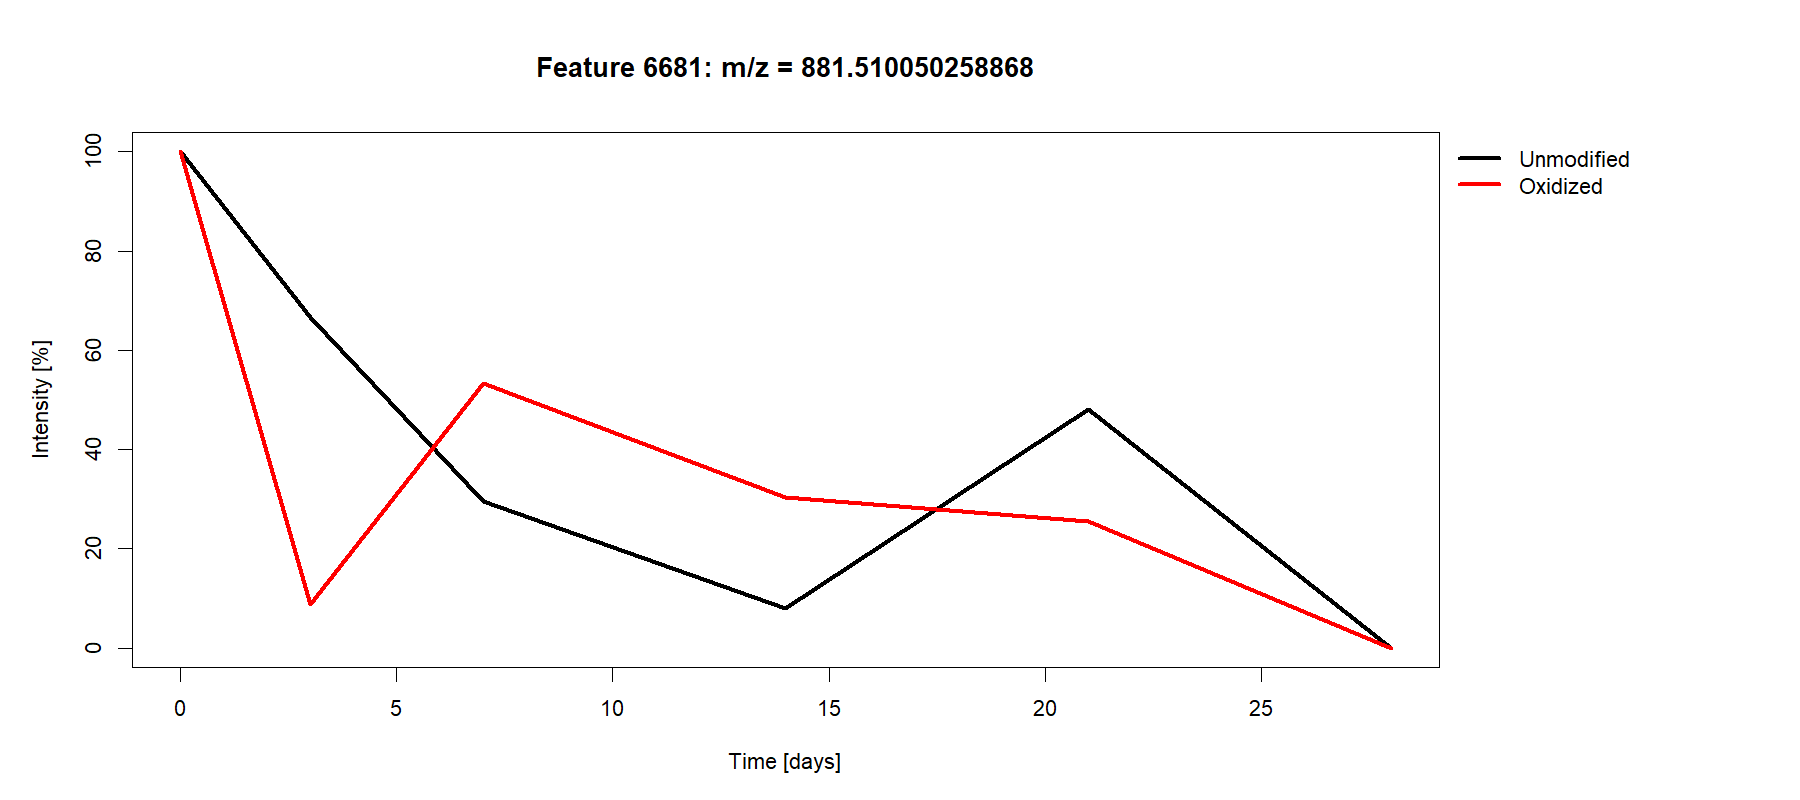 Feature 6681: m/z = 881.510050258868
Unmodified
Oxidized
Intensity [%]
100
80
60
40
20
0
0 5 10 15 20 25
Time [days]